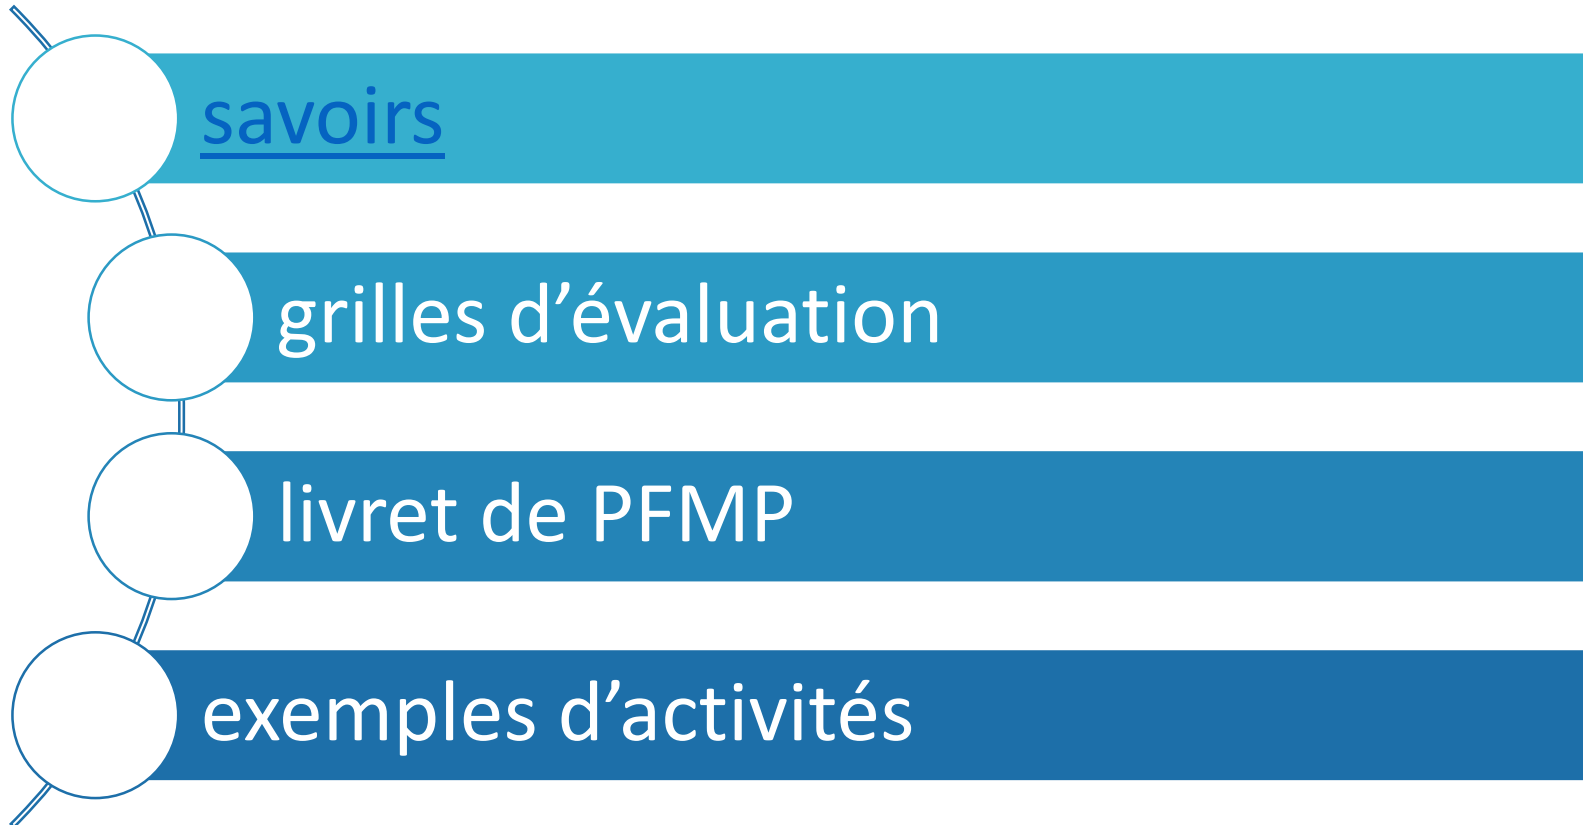 savoirs
grilles d’évaluation
livret de PFMP
exemples d’activités